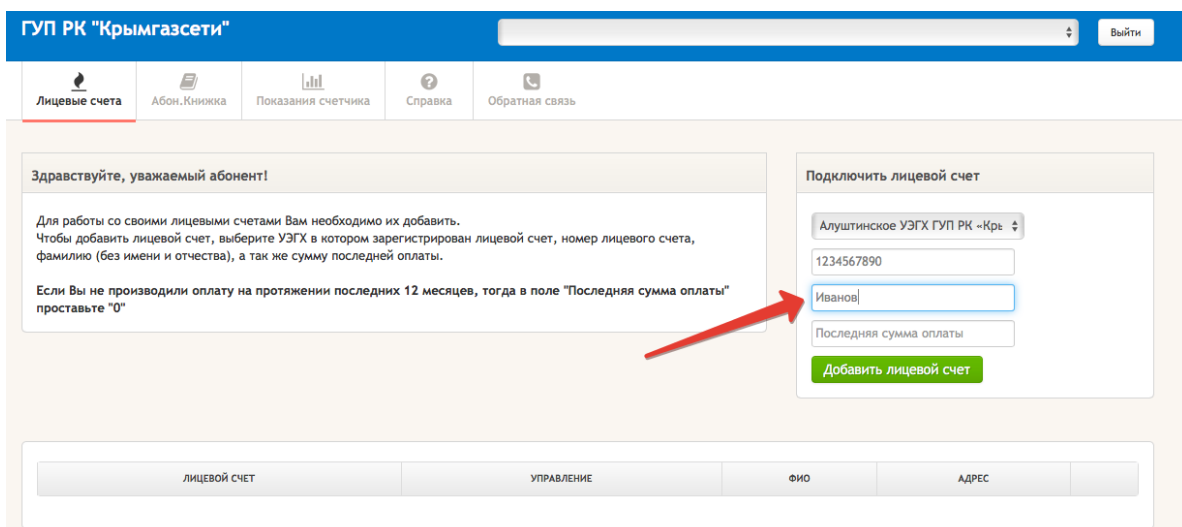 ГУП РК "Крымгазсети"
Выйти
Лицевые счета
Абон.Книжка
Показания счетчика
Справка
Обратная связь
Здравствуйте, уважаемый абонент!
Для работы со своими лицевыми счетами Вам необходимо их добавить.
Чтобы добавить лицевой счет, выберите УЭГХ в котором зарегистрирован лицевой счет, номер лицевого счета,
фамилию (без имени и отчества), а так же сумму последней оплаты.
Если Вы не производили оплату на протяжении последних 12 месяцев, тогда в поле "Последняя сумма оплаты"
проставьте "0"
Подключить лицевой счет
Алуштинское УЭГХ ГУП РК «Кры
1234567890
Иванов
Последняя сумма оплаты
Добавить лицевой счет
ЛИЦЕВОЙ СЧЕТ
УПРАВЛЕНИЕ
ФИО
АДРЕС